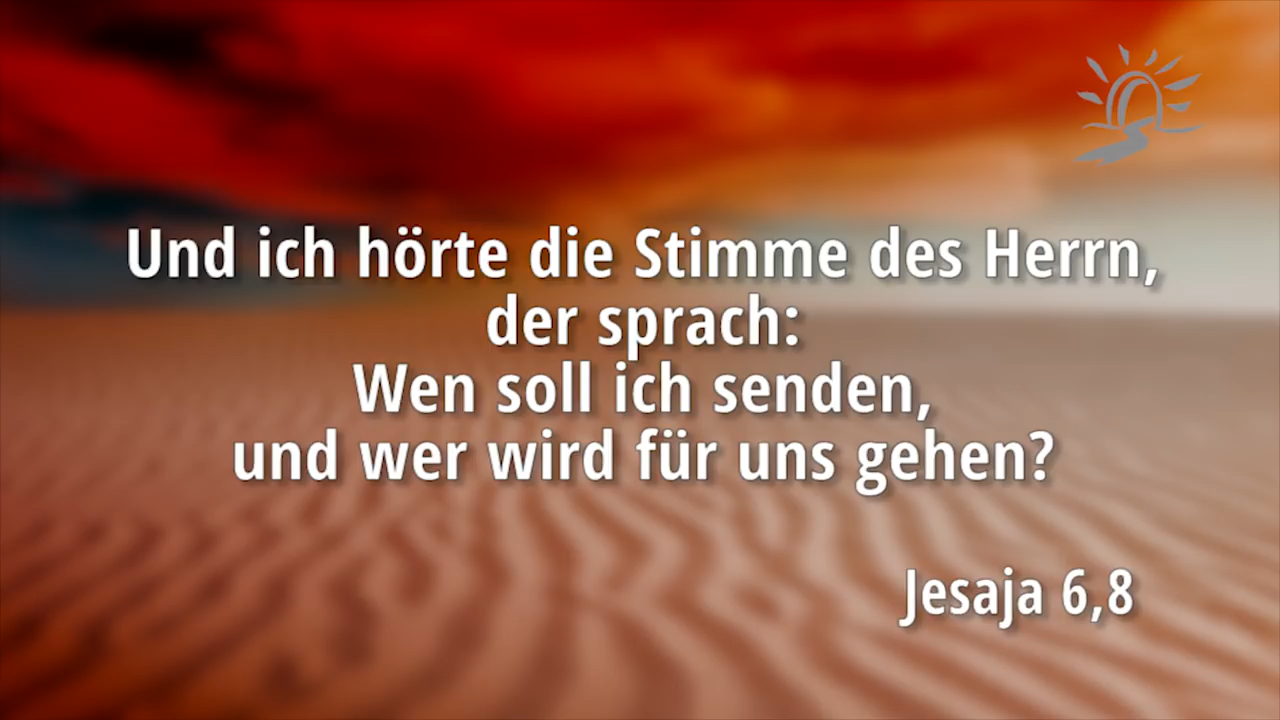 Und ich hörte die Stimme des Herrn,
der sprach:
Wen soll ich senden,
und wer wird für uns gehen?
Jesaja 6,8